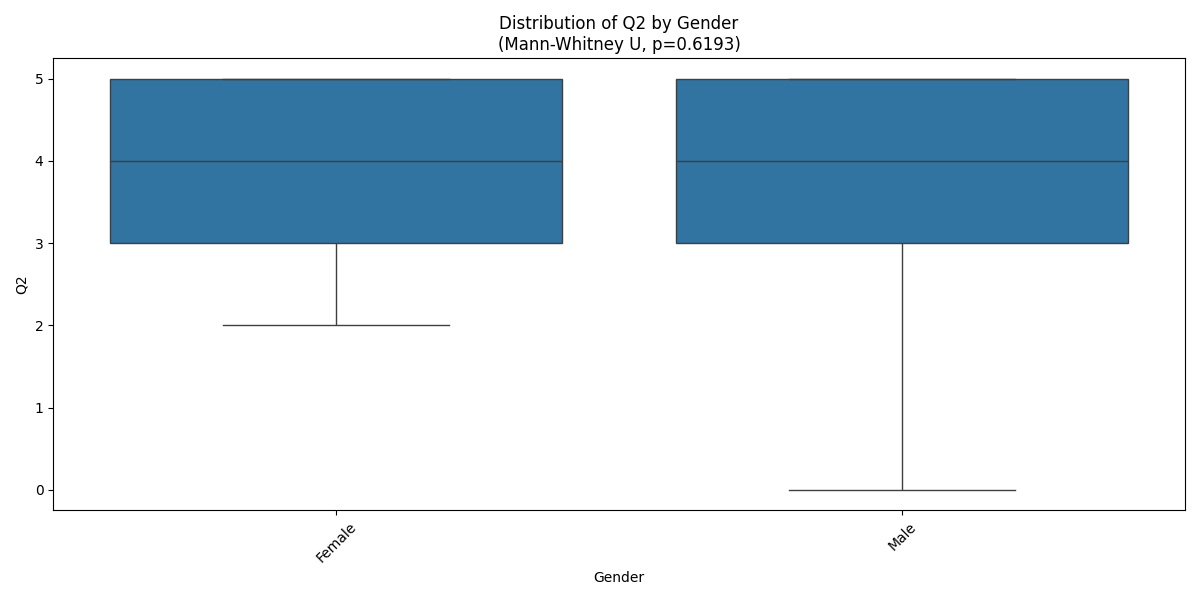 Distribution of Q2 by Gender
(Mann-Whitney U, p=0.6193)
5
4
3
2
1
0
Q2
Female
Male
Gender